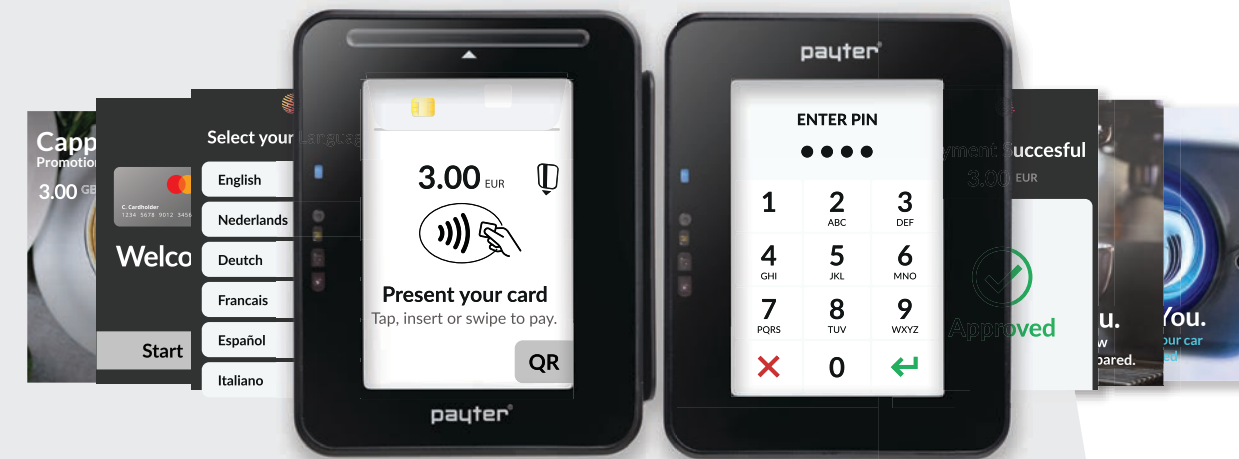 Capp
Promotion
3.00 GB
C. Cardholder
1234 5678 9012 3456
Welco
Start
Select your Language
English
Nederlands
Deutch
Francais
Español
Italiano
3.00 EUR
Present your card
Tap, insert or swipe to pay.
QR
payter
payter
ENTER PIN
1
2
ABC
3
DEF
4
GHI
5
JKL
6
MNO
7
PQRS
8
TUV
9
WXYZ
0
yment Succesful
3.00 EUR
Approved
u.
w
pared.
You.
our car
ed